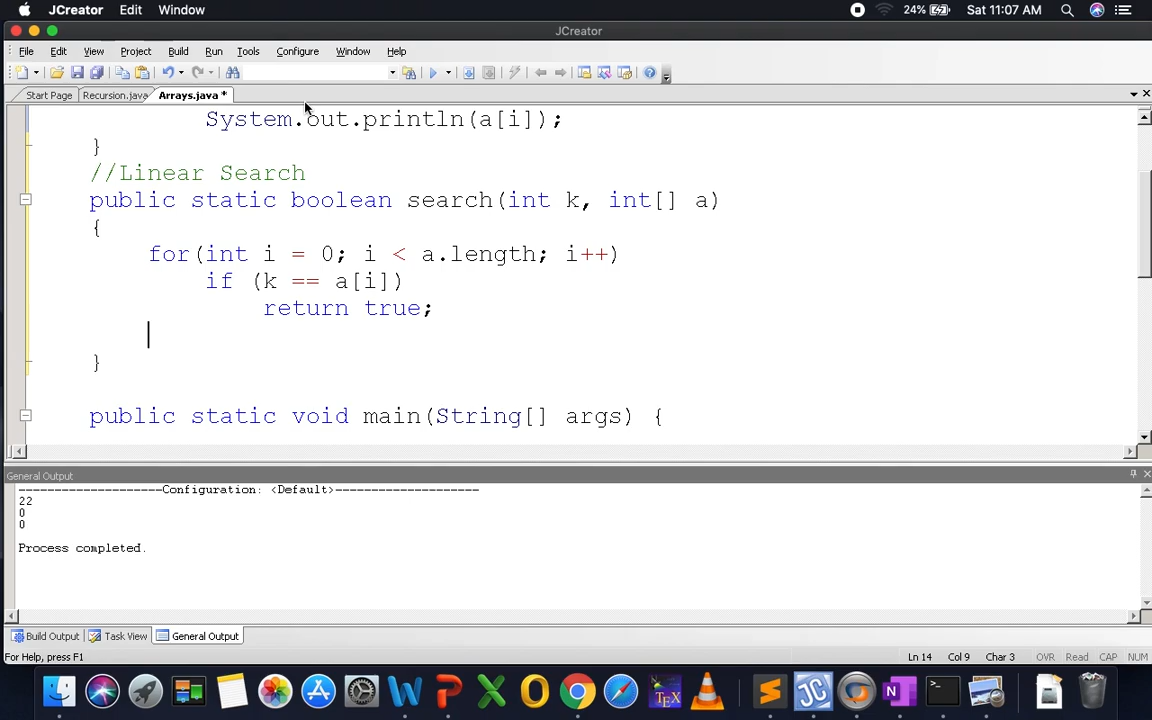 JCreator Edit Window 24% Sat 11:07 AM
JCreator
File Edit View Project Build Run Tools Configure Window Help
Start Page Recursion.java Arrays.java *
System.out.println(a[i]);
}
//Linear Search
public static boolean search(int k, int[] a)
{
for(int i = 0; i < a.length; i++)
if (k == a[i])
return true;
}
public static void main(String[] args) {
General Output
--------------------Configuration: <Default>--------------------
22
0
0
Process completed.
Build Output Task View General Output
For Help, press F1 Ln 14 Col 9 Char 3 OVR Read CAP NUM